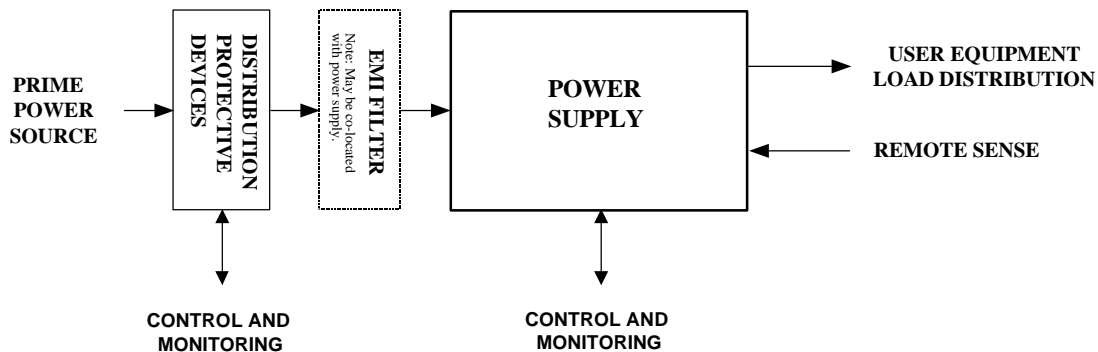 PRIME
POWER
SOURCE
DISTRIBUTION
PROTECTIVE
DEVICES
EMI FILTER
Note: May be co-located
with power supply.
POWER
SUPPLY
USER EQUIPMENT
LOAD DISTRIBUTION
REMOTE SENSE
CONTROL AND
MONITORING
CONTROL AND
MONITORING